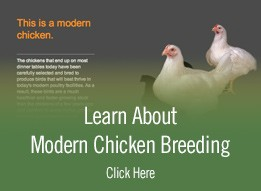 This is a modern
chicken.
The chickens that end up on most
dinner tables today have been
carefully selected and bred to
produce birds that will best thrive in
today's modern poultry facilities. As a
Learn About
Modern Chicken Breeding
Click Here